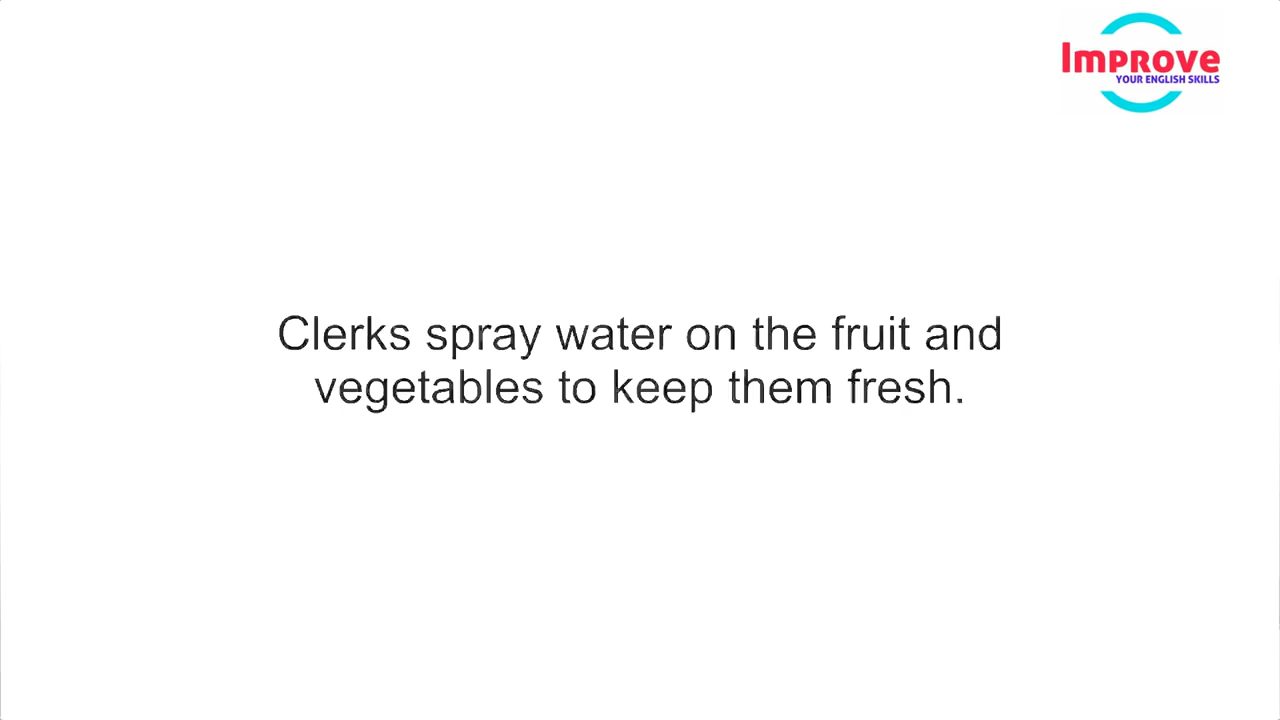 Improve
YOUR ENGLISH SKILLS
Clerks spray water on the fruit and
vegetables to keep them fresh.